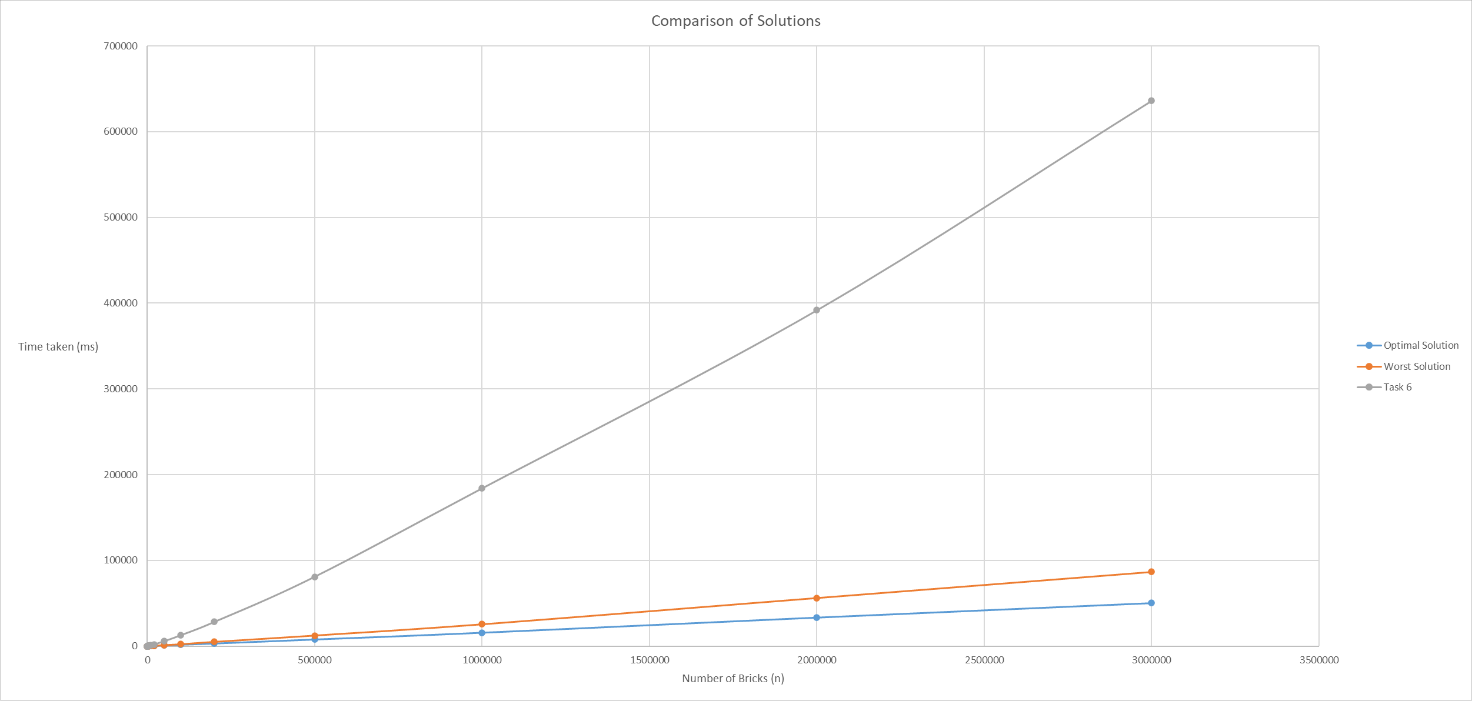 Comparison of Solutions
700000
600000
500000
400000
300000
200000
100000
0
Time taken (ms)
0 500000 1000000 1500000 2000000 2500000 3000000 3500000
Number of Bricks (n)
Optimal Solution
Worst Solution
Task 6